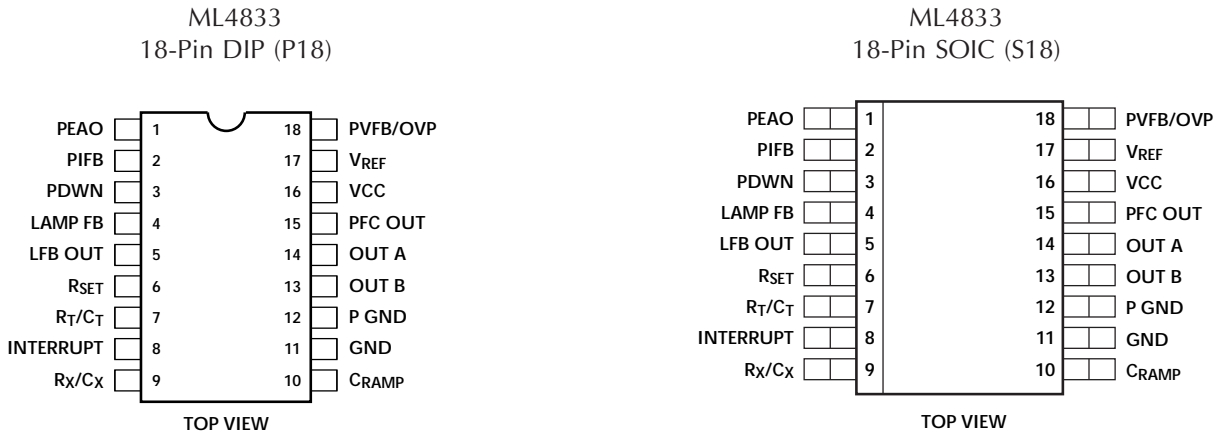 ML4833
18-Pin DIP (P18)
PEAO 1 18 PVFB/OVP
PIFB 2 17 VREF
PDWN 3 16 VCC
LAMP FB 4 15 PFC OUT
LFB OUT 5 14 OUT A
RSET 6 13 OUT B
RT/CT 7 12 P GND
INTERRUPT 8 11 GND
RX/CX 9 10 CRAMP
TOP VIEW
ML4833
18-Pin SOIC (S18)
PEAO 1 18 PVFB/OVP
PIFB 2 17 VREF
PDWN 3 16 VCC
LAMP FB 4 15 PFC OUT
LFB OUT 5 14 OUT A
RSET 6 13 OUT B
RT/CT 7 12 P GND
INTERRUPT 8 11 GND
RX/CX 9 10 CRAMP
TOP VIEW